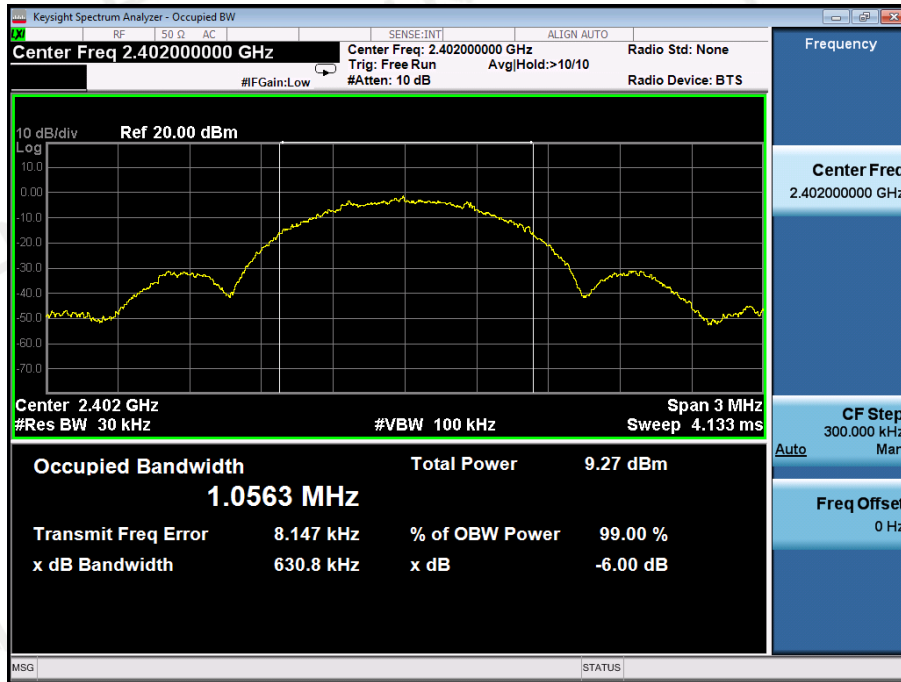 Keysight Spectrum Analyzer - Occupied BW
LXI RF 50 Ω AC SENSE:INT ALIGN AUTO
Center Freq 2.402000000 GHz
Center Freq: 2.402000000 GHz Radio Std: None
Trig: Free Run Avg|Hold:>10/10
#IFGain:Low #Atten: 10 dB Radio Device: BTS
10 dB/div Ref 20.00 dBm
Log
10.0
0.00
-10.0
-20.0
-30.0
-40.0
-50.0
-60.0
-70.0
Center 2.402 GHz Span 3 MHz
#Res BW 30 kHz #VBW 100 kHz Sweep 4.133 ms
Occupied Bandwidth Total Power 9.27 dBm
1.0563 MHz
Transmit Freq Error 8.147 kHz % of OBW Power 99.00 %
x dB Bandwidth 630.8 kHz x dB -6.00 dB
MSG STATUS
Frequency
Center Freq
2.402000000 GHz
CF Step
300.000 kHz
Auto Man
Freq Offset
0 Hz